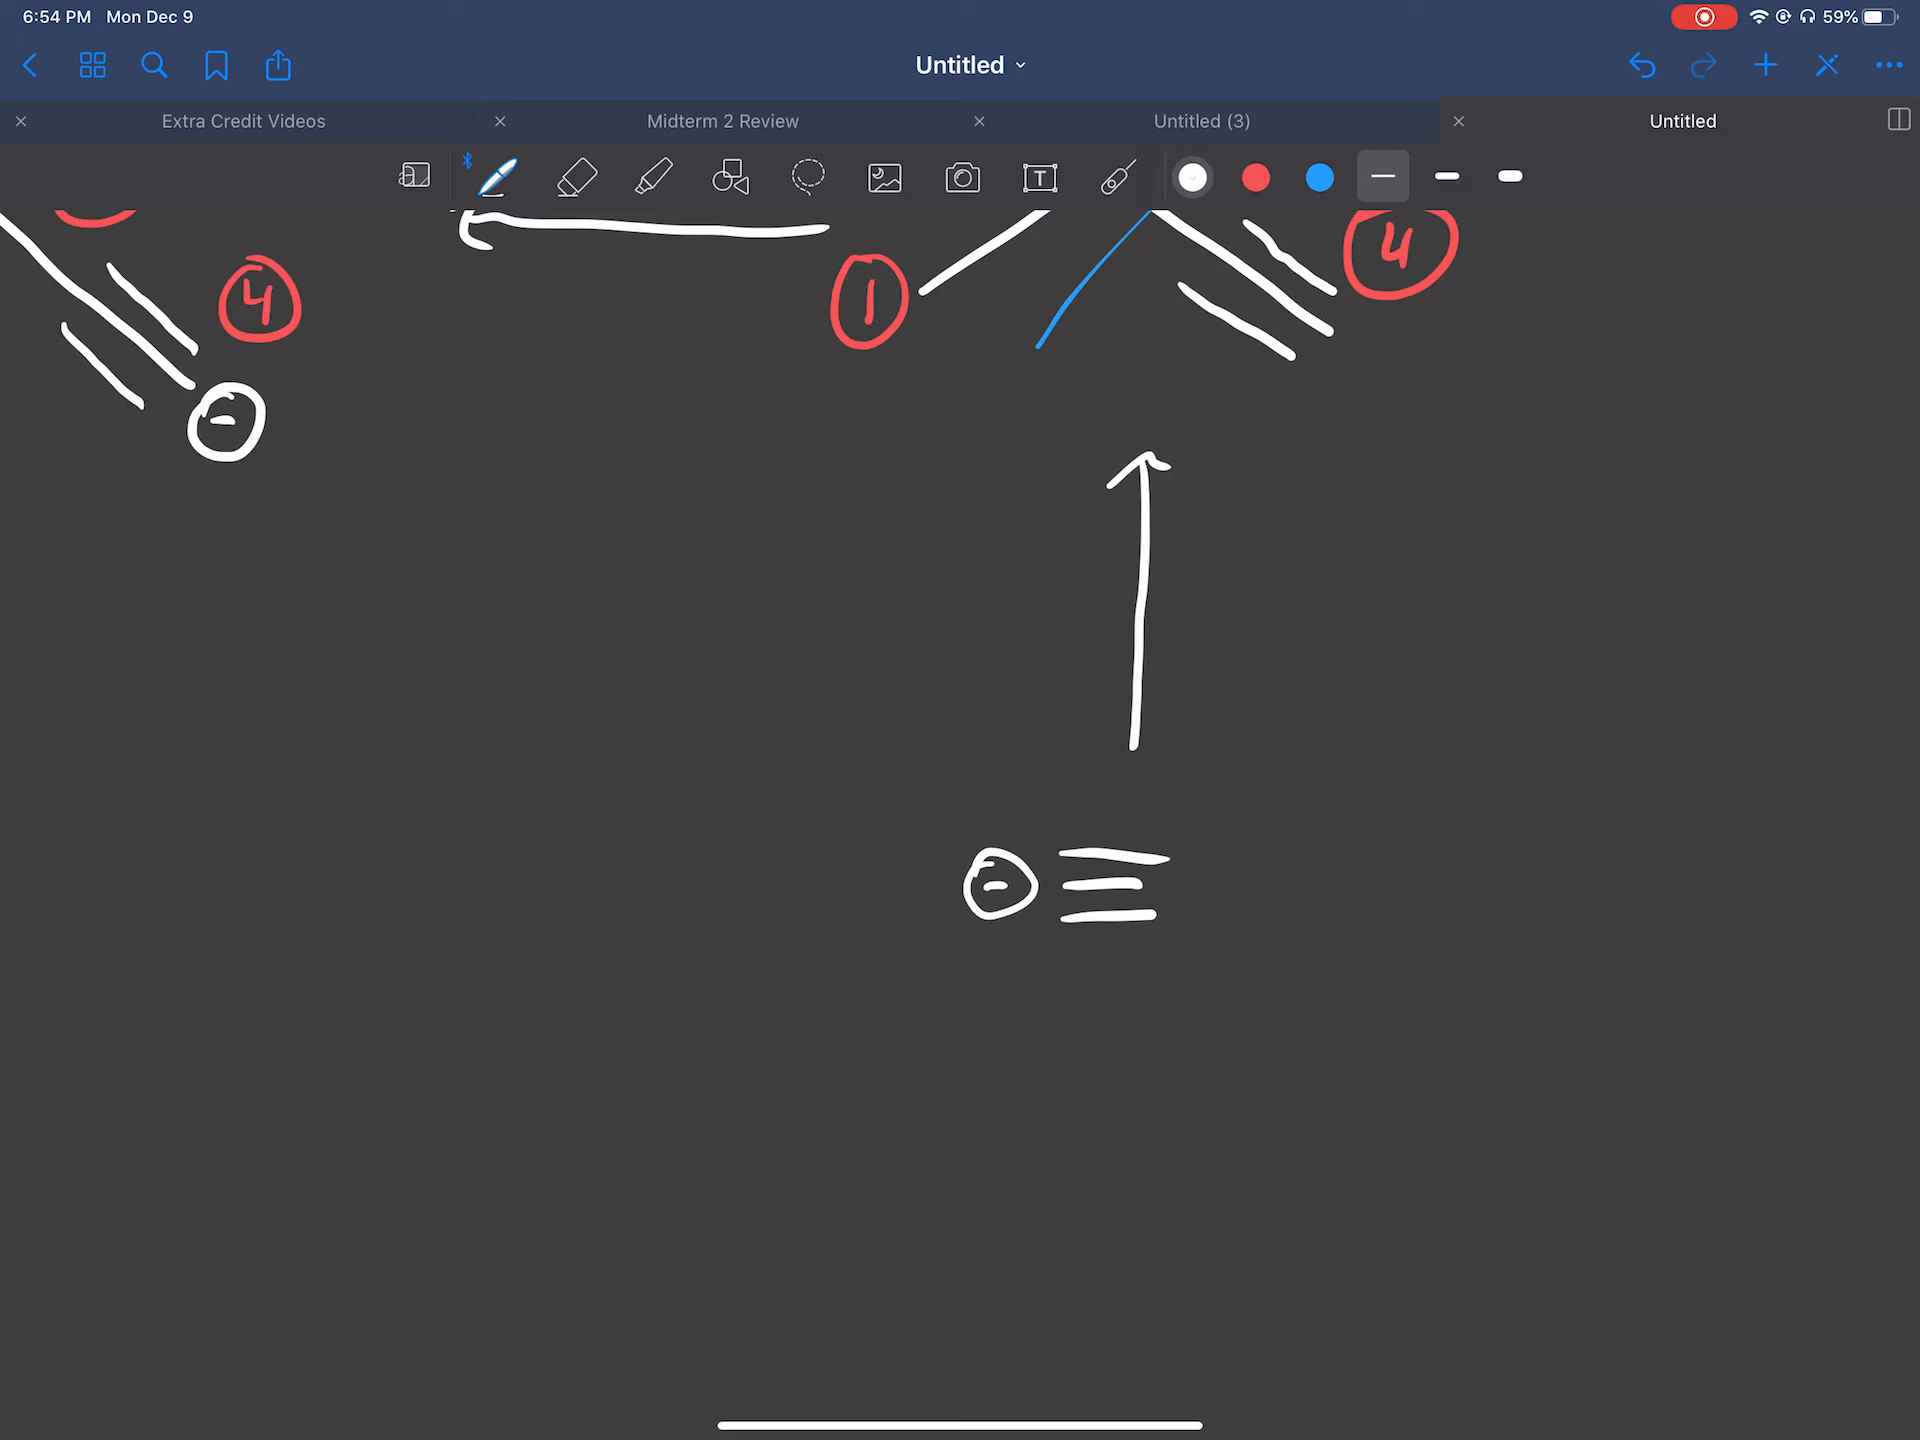 6:54 PM Mon Dec 9
59%
Untitled
Extra Credit Videos
Midterm 2 Review
Untitled (3)
Untitled
T
4
4
1